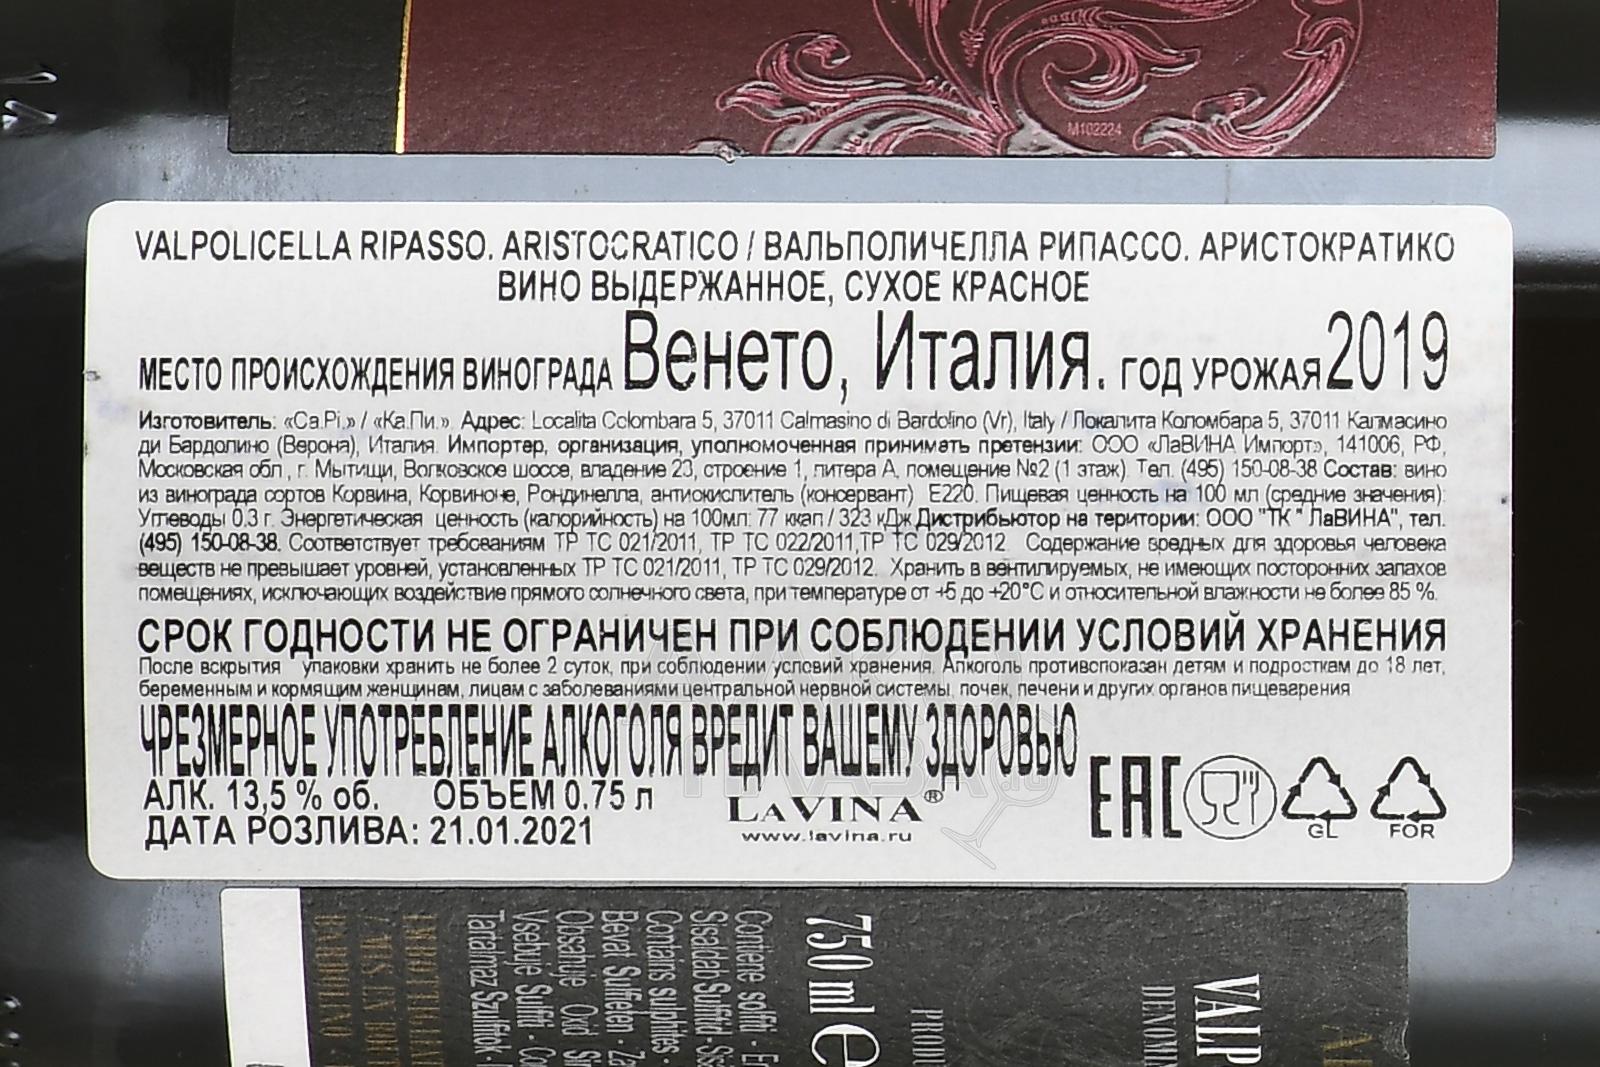 M102224
VALPOLICELLA RIPASSO. ARISTOCRATICO / ВАЛЬПОЛИЧЕЛЛА РИПАССО. АРИСТОКРАТИКО
ВИНО ВЫДЕРЖАННОЕ, СУХОЕ КРАСНОЕ
МЕСТО ПРОИСХОЖДЕНИЯ ВИНОГРАДА Венето, Италия. ГОД УРОЖАЯ 2019
Изготовитель: «Ca.Pi.» / «Ка.Пи.». Адрес: Localita Colombara 5, 37011 Calmasino di Bardolino (Vr), Italy / Локалита Коломбара 5, 37011 Калмасино
ди Бардолино (Верона), Италия. Импортер, организация, уполномоченная принимать претензии: ООО «ЛаВИНА Импорт», 141006, РФ,
Московская обл., г. Мытищи, Волковское шоссе, владение 23, строение 1, литера А, помещение №2 (1 этаж). Тел. (495) 150-08-38 Состав: вино
из винограда сортов Корвина, Корвиноне, Рондинелла, антиокислитель (консервант) Е220. Пищевая ценность на 100 мл (средние значения):
Углеводы 0.3 г. Энергетическая ценность (калорийность) на 100мл: 77 ккал / 323 кДж Дистрибьютор на територии: ООО "ТК " ЛаВИНА", тел.
(495) 150-08-38. Соответствует требованиям ТР ТС 021/2011, ТР ТС 022/2011,ТР ТС 029/2012. Содержание вредных для здоровья человека
веществ не превышает уровней, установленных ТР ТС 021/2011, ТР ТС 029/2012. Хранить в вентилируемых, не имеющих посторонних запахов
помещениях, исключающих воздействие прямого солнечного света, при температуре от +5 до +20°С и относительной влажности не более 85 %.
СРОК ГОДНОСТИ НЕ ОГРАНИЧЕН ПРИ СОБЛЮДЕНИИ УСЛОВИЙ ХРАНЕНИЯ
После вскрытия упаковки хранить не более 2 суток, при соблюдении условий хранения. Алкоголь противопоказан детям и подросткам до 18 лет,
беременным и кормящим женщинам, лицам с заболеваниями центральной нервной системы, почек, печени и других органов пищеварения
ЧРЕЗМЕРНОЕ УПОТРЕБЛЕНИЕ АЛКОГОЛЯ ВРЕДИТ ВАШЕМУ ЗДОРОВЬЮ
АЛК. 13,5 % об. ОБЪЕМ 0.75 л
ДАТА РОЗЛИВА: 21.01.2021
LAVINA®
www.lavina.ru
EAC
GL
FOR
VALP
DENOMIN
PRODU
750 ml e
Contiene solfiti
Contains sulphites
Bevat Sulfieten